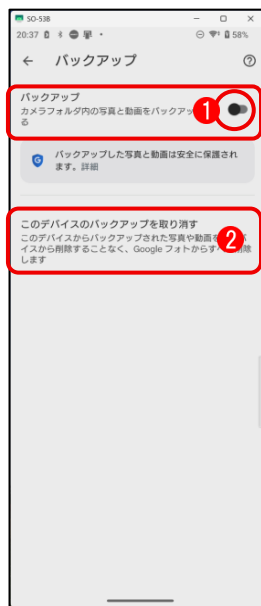 SO-53B
20:37 58%
バックアップ
バックアップ
カメラフォルダ内の写真と動画をバックアッ
る
1
バックアップした写真と動画は安全に保護され
ます。詳細
このデバイスのバックアップを取り消す
このデバイスからバックアップされた写真や動画を
イスから削除することなく、Google フォトからす 削除
します
2